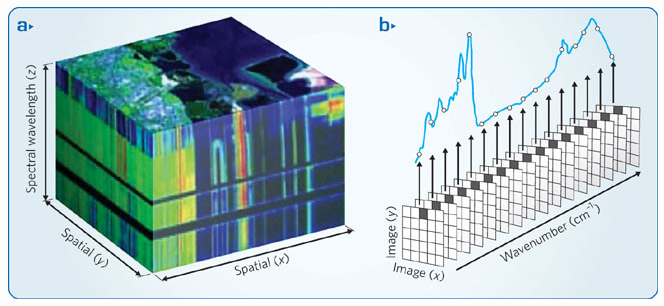 a▸
Spectral wavelength (z)
Spatial (y)
Spatial (x)
b▸
Image (y)
Image (x)
Wavenumber (cm⁻¹)